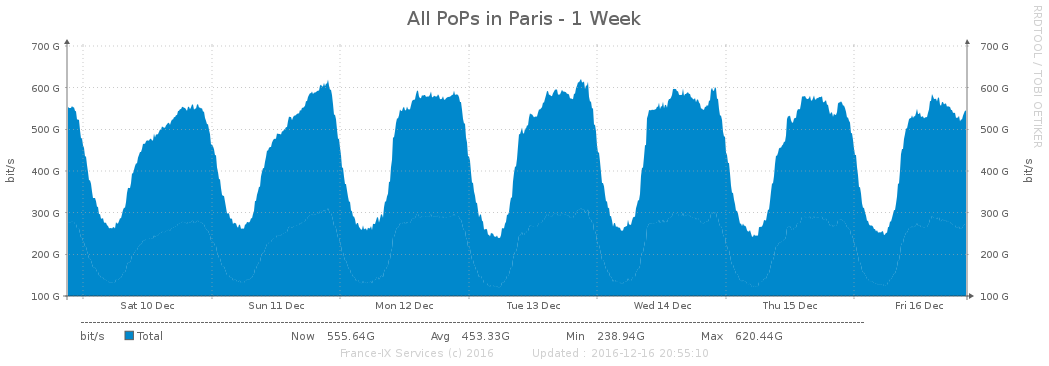 All PoPs in Paris - 1 Week
RRDTOOL / TOBI OETIKER
700 G 700 G
600 G 600 G
500 G 500 G
400 G 400 G
300 G 300 G
200 G 200 G
100 G 100 G
bit/s
bit/s
Sat 10 Dec Sun 11 Dec Mon 12 Dec Tue 13 Dec Wed 14 Dec Thu 15 Dec Fri 16 Dec
bit/s Total Now 555.64G Avg 453.33G Min 238.94G Max 620.44G
France-IX Services (c) 2016 Updated : 2016-12-16 20:55:10